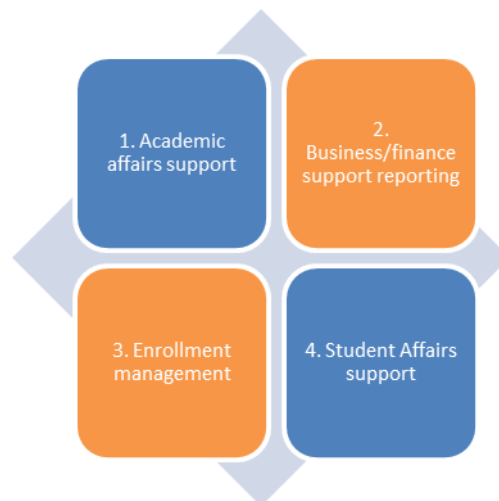 1. Academic
affairs support
2.
Business/finance
support reporting
3. Enrollment
management
4. Student Affairs
support